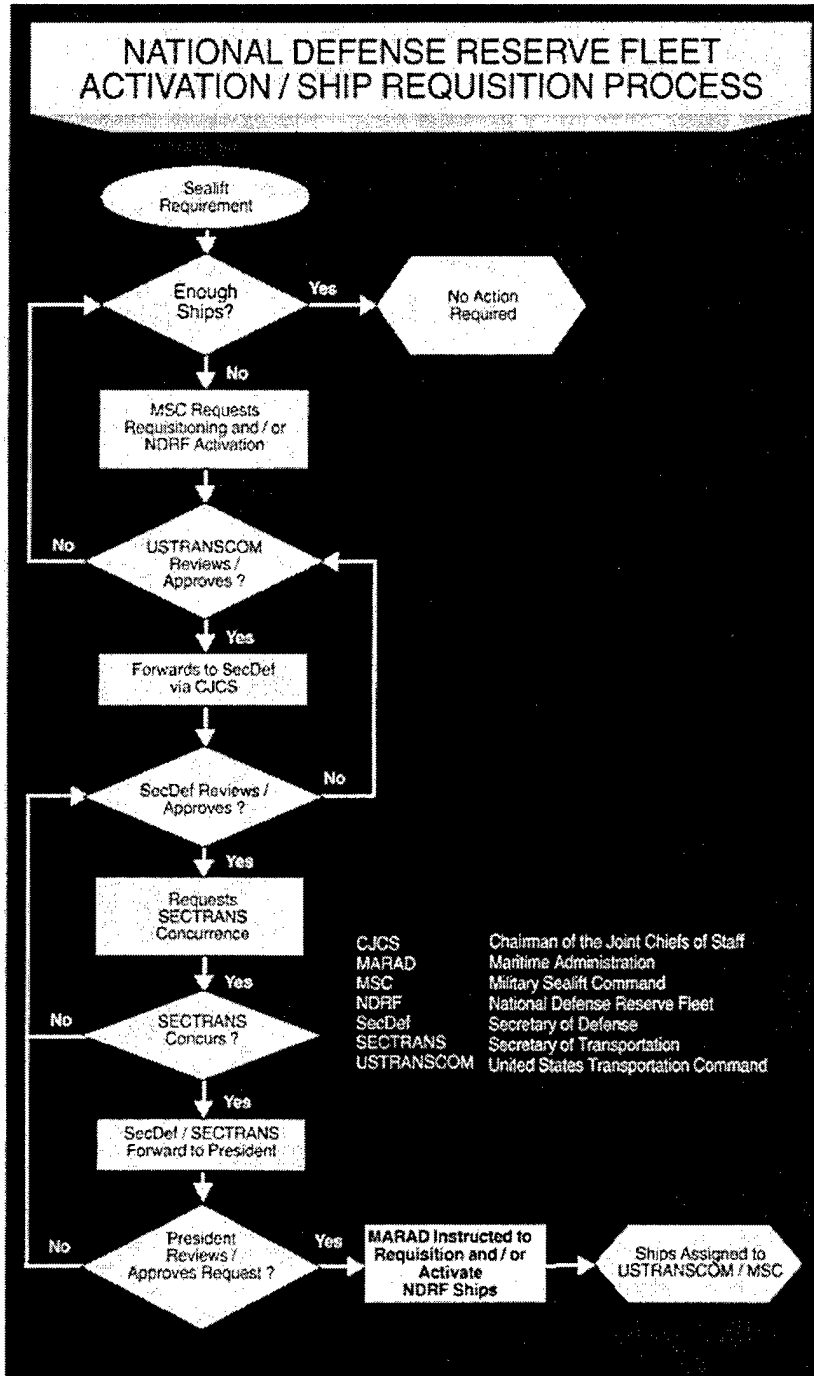 NATIONAL DEFENSE RESERVE FLEET
ACTIVATION / SHIP REQUISITION PROCESS
Sealift
Requirement
Enough
Ships?
Yes
No Action
Required
No
MSC Requests
Requisitioning and / or
NDRF Activation
No
USTRANSCOM
Reviews /
Approves ?
Yes
Forwards to SecDef
via CJCS
SecDef Reviews /
Approves ?
No
Yes
Requests
SECTRANS
Concurrence
Yes
No
SECTRANS
Concurs ?
Yes
SecDef / SECTRANS
Forward to President
No
President
Reviews /
Approves Request ?
Yes
MARAD Instructed to
Requisition and / or
Activate
NDRF Ships
Ships Assigned to
USTRANSCOM / MSC
CJCS Chairman of the Joint Chiefs of Staff
MARAD Maritime Administration
MSC Military Sealift Command
NDRF National Defense Reserve Fleet
SecDef Secretary of Defense
SECTRANS Secretary of Transportation
USTRANSCOM United States Transportation Command